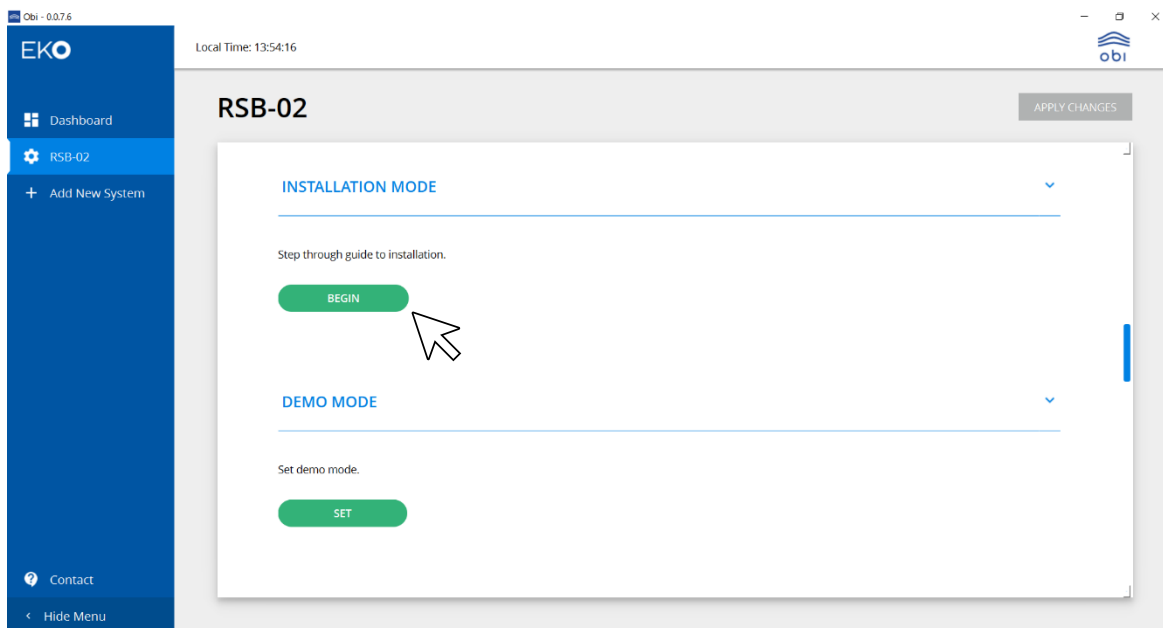 Obi - 0.0.7.6
EKO
Local Time: 13:54:16
obi
Dashboard
RSB-02
Add New System
RSB-02
APPLY CHANGES
INSTALLATION MODE
Step through guide to installation.
BEGIN
DEMO MODE
Set demo mode.
SET
Contact
Hide Menu